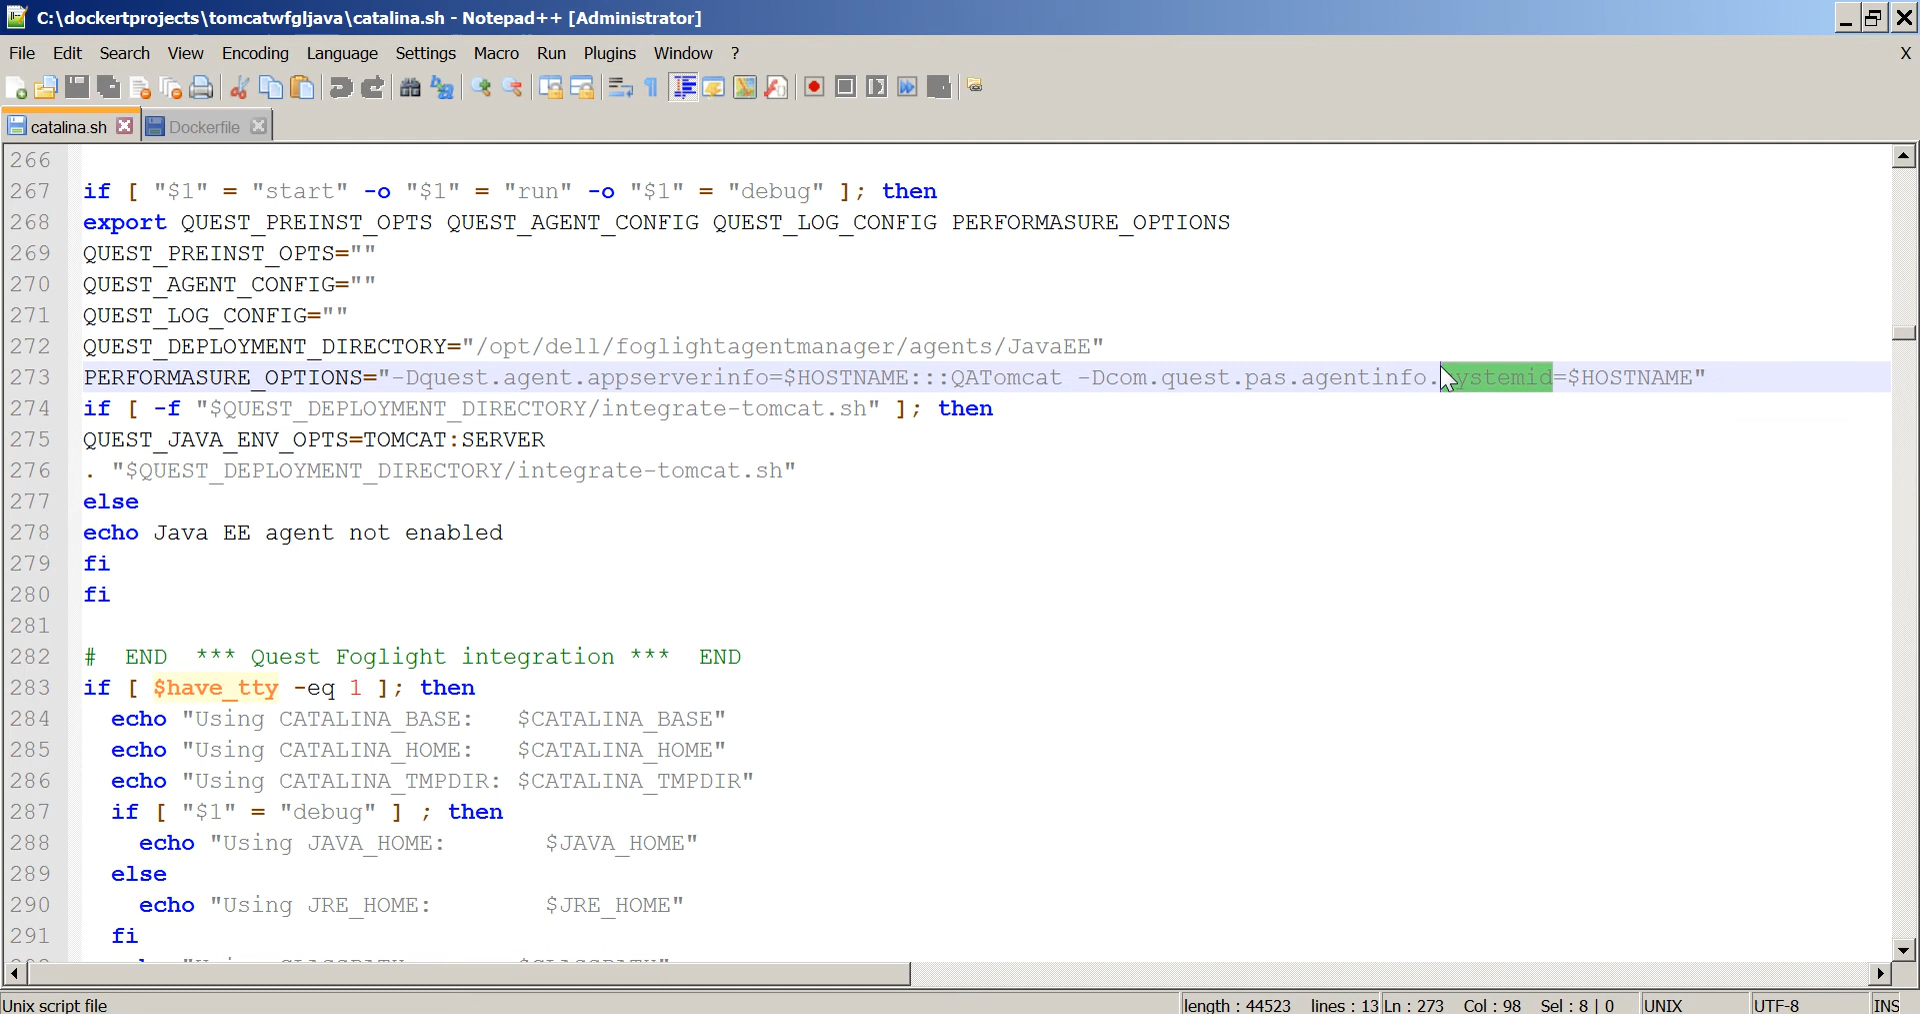 C:\dockertprojects\tomcatwfgljava\catalina.sh - Notepad++ [Administrator]
File Edit Search View Encoding Language Settings Macro Run Plugins Window ? X
catalina.sh Dockerfile
266
267 if [ "$1" = "start" -o "$1" = "run" -o "$1" = "debug" ]; then
268 export QUEST_PREINST_OPTS QUEST_AGENT_CONFIG QUEST_LOG_CONFIG PERFORMASURE_OPTIONS
269 QUEST_PREINST_OPTS=""
270 QUEST_AGENT_CONFIG=""
271 QUEST_LOG_CONFIG=""
272 QUEST_DEPLOYMENT_DIRECTORY="/opt/dell/foglightagentmanager/agents/JavaEE"
273 PERFORMASURE_OPTIONS="-Dquest.agent.appserverinfo=$HOSTNAME:::QATomcat -Dcom.quest.pas.agentinfo.systemid=$HOSTNAME"
274 if [ -f "$QUEST_DEPLOYMENT_DIRECTORY/integrate-tomcat.sh" ]; then
275 QUEST_JAVA_ENV_OPTS=TOMCAT:SERVER
276 . "$QUEST_DEPLOYMENT_DIRECTORY/integrate-tomcat.sh"
277 else
278 echo Java EE agent not enabled
279 fi
280 fi
281
282 # END *** Quest Foglight integration *** END
283 if [ $have_tty -eq 1 ]; then
284 echo "Using CATALINA_BASE: $CATALINA_BASE"
285 echo "Using CATALINA_HOME: $CATALINA_HOME"
286 echo "Using CATALINA_TMPDIR: $CATALINA_TMPDIR"
287 if [ "$1" = "debug" ] ; then
288 echo "Using JAVA_HOME: $JAVA_HOME"
289 else
290 echo "Using JRE_HOME: $JRE_HOME"
291 fi
Unix script file length : 44523 lines : 13 Ln : 273 Col : 98 Sel : 8 | 0 UNIX UTF-8 INS